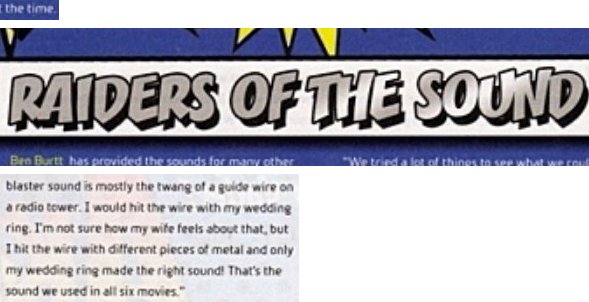 t the time.
RAIDERS OF THE SOUND
Ben Burtt has provided the sounds for many other
"We tried a lot of things to see what we coul
blaster sound is mostly the twang of a guide wire on
a radio tower. I would hit the wire with my wedding
ring. I'm not sure how my wife feels about that, but
I hit the wire with different pieces of metal and only
my wedding ring made the right sound! That's the
sound we used in all six movies."